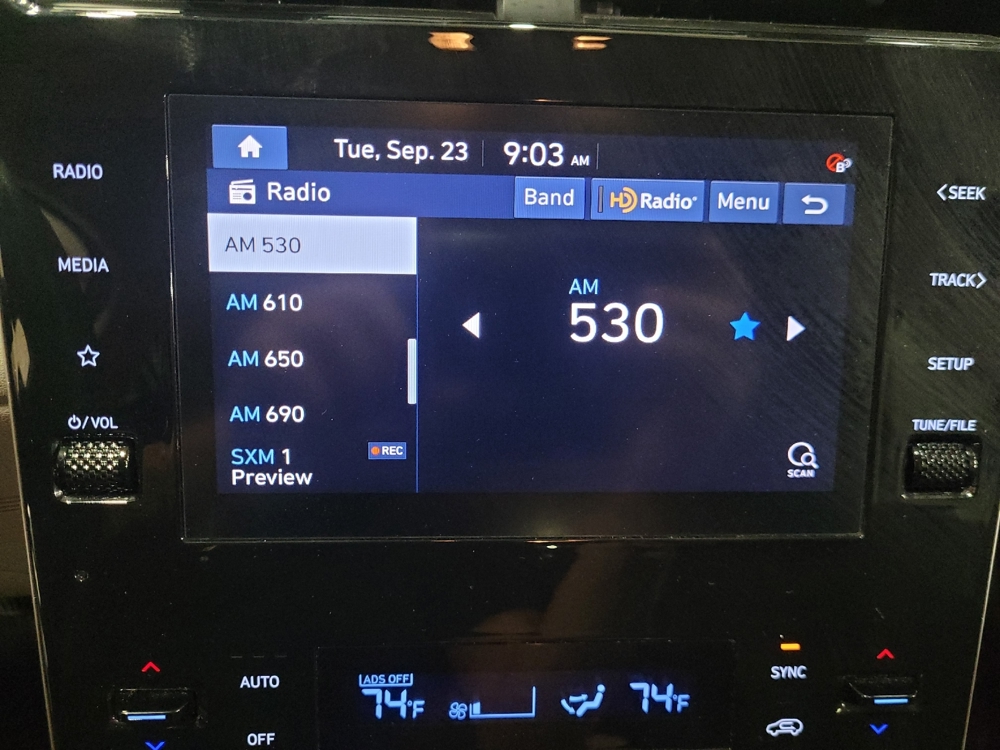 Tue, Sep. 23 9:03 AM
B
RADIO
Radio
Band
HD Radio
Menu
<SEEK
AM 530
MEDIA
AM 610
AM
530
TRACK>
AM 650
SETUP
AM 690
⏻/VOL
TUNE/FILE
SXM 1
REC
Preview
SCAN
AUTO
ADS OFF
74°F
74°F
SYNC
OFF